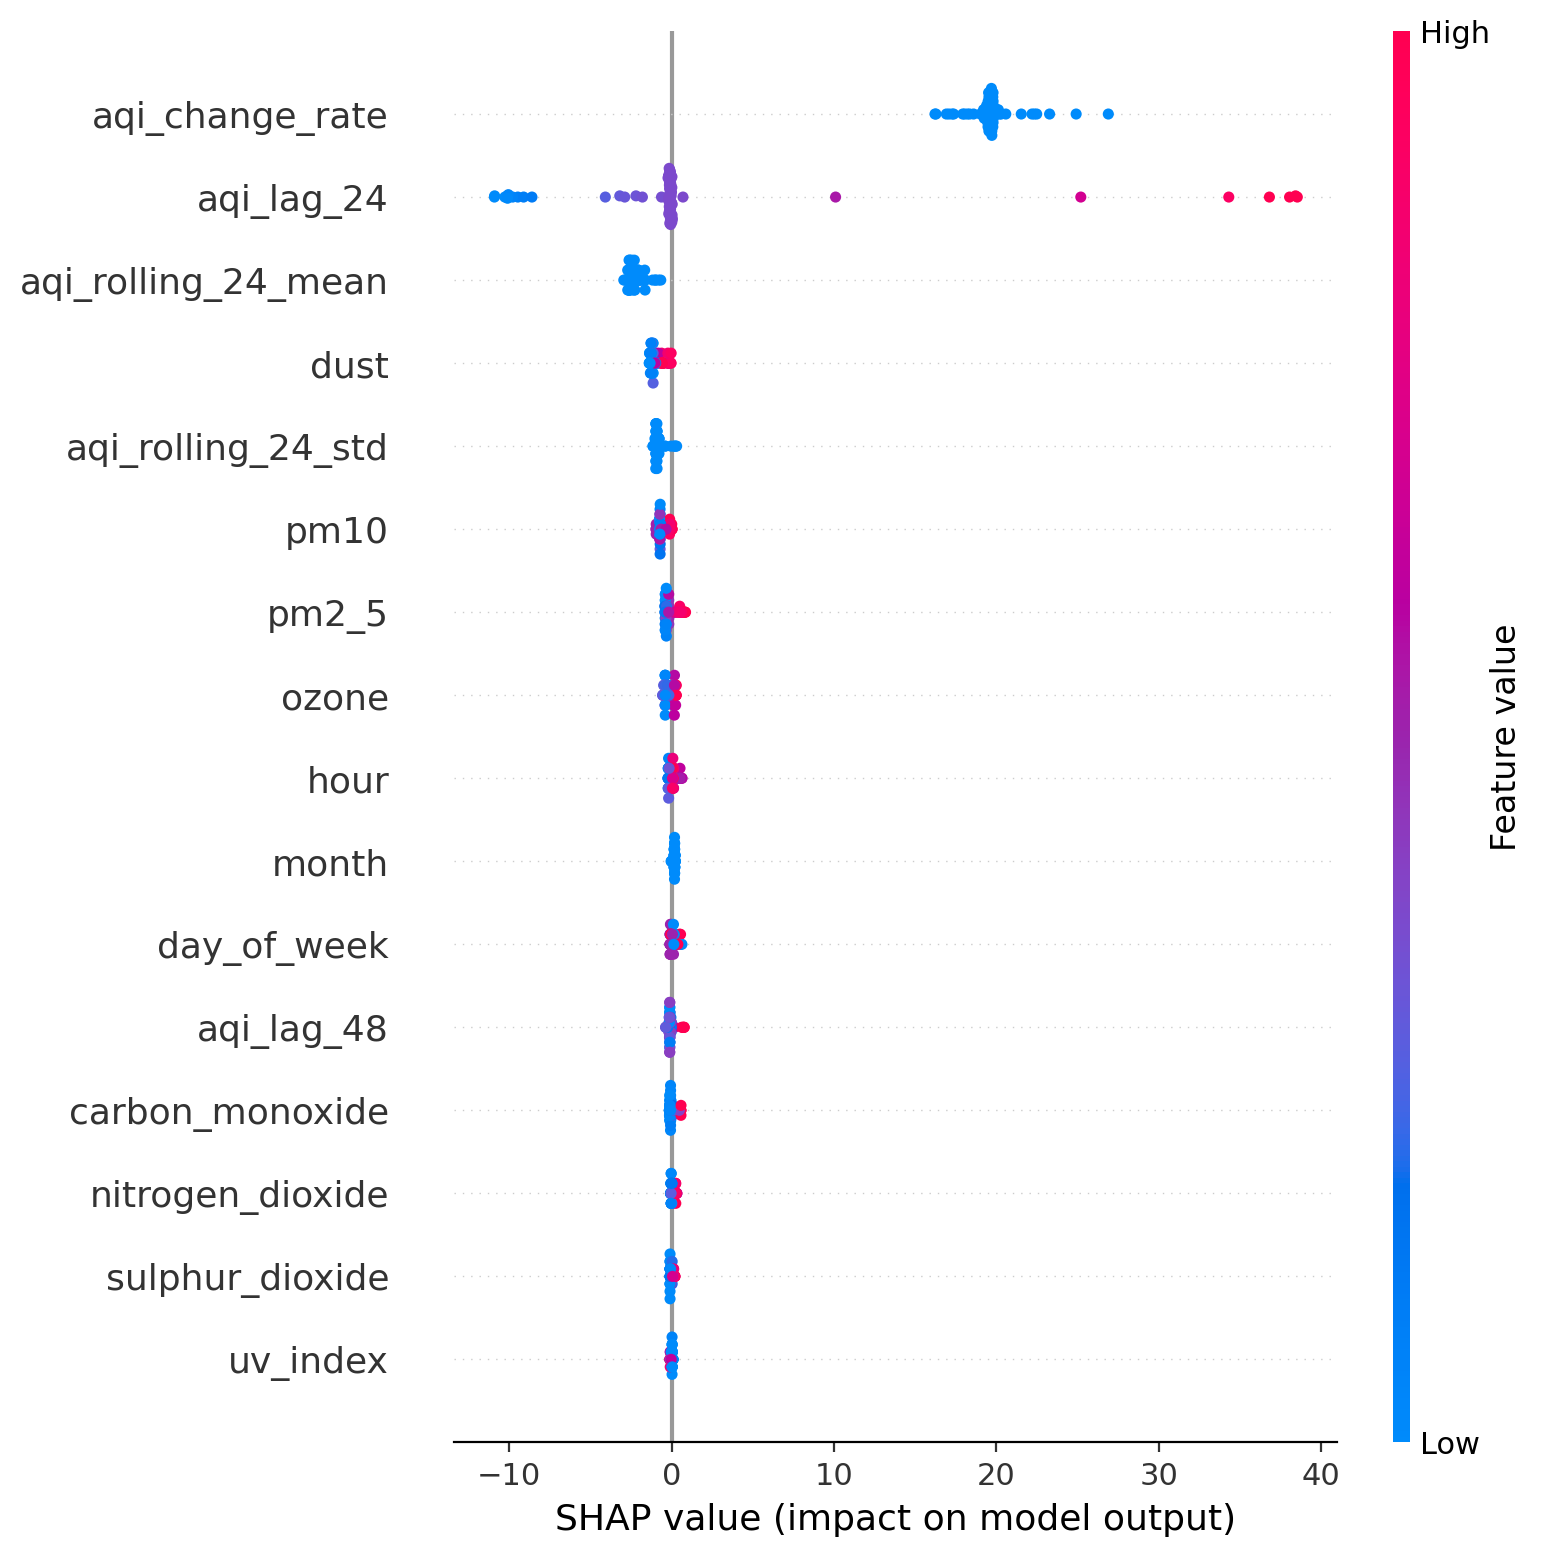 High
aqi_change_rate
aqi_lag_24
aqi_rolling_24_mean
dust
aqi_rolling_24_std
pm10
pm2_5
ozone
hour
month
day_of_week
aqi_lag_48
carbon_monoxide
nitrogen_dioxide
sulphur_dioxide
uv_index
Feature value
Low
−10 0 10 20 30 40
SHAP value (impact on model output)